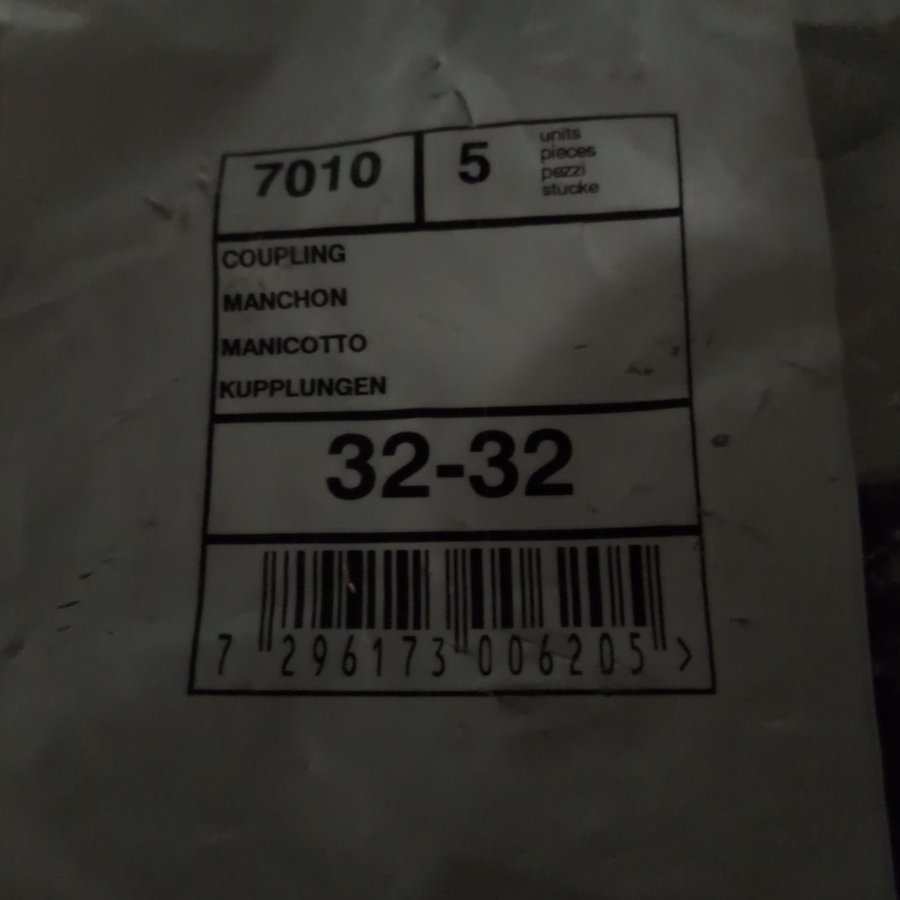 7010
5
units
pieces
pezzi
stucke
COUPLING
MANCHON
MANICOTTO
KUPPLUNGEN
32-32
7 296173 006205 >